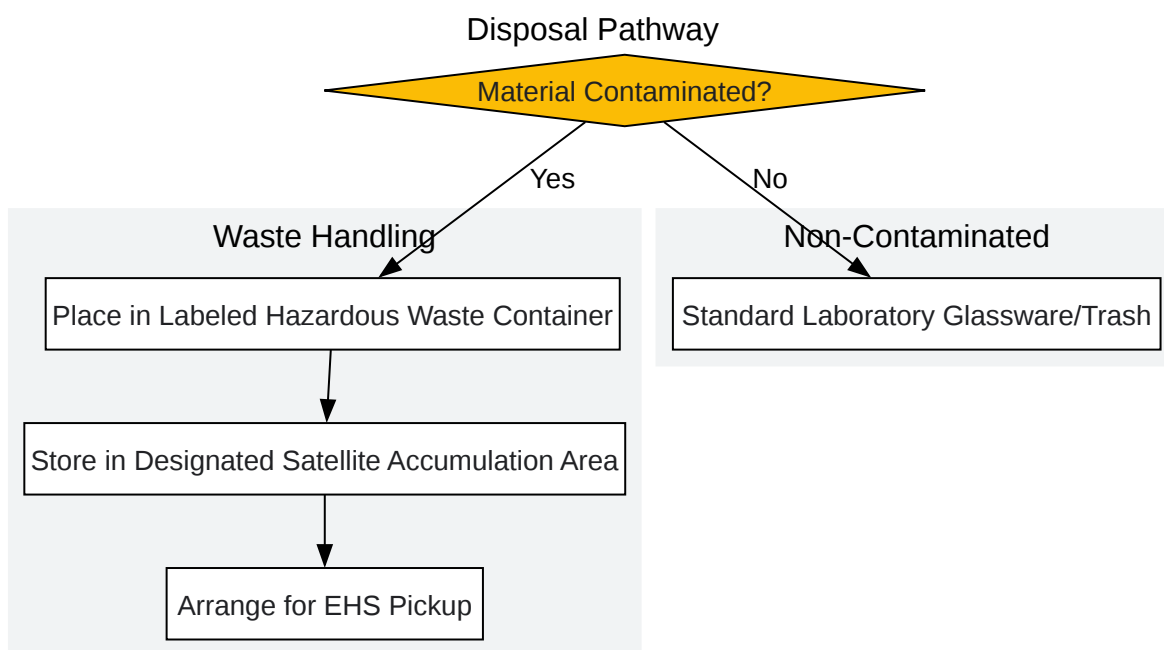 Disposal Pathway
Material Contaminated?
Yes
No
Waste Handling
Non-Contaminated
Place in Labeled Hazardous Waste Container
Standard Laboratory Glassware/Trash
Store in Designated Satellite Accumulation Area
Arrange for EHS Pickup